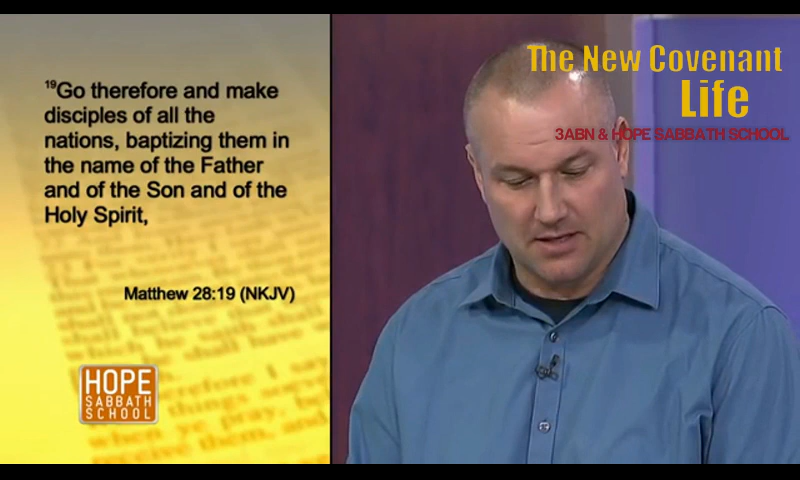 19Go therefore and make
disciples of all the
nations, baptizing them in
the name of the Father
and of the Son and of the
Holy Spirit,
Matthew 28:19 (NKJV)
HOPE
SABBATH
SCHOOL
The New Covenant
Life
3ABN & HOPE SABBATH SCHOOL